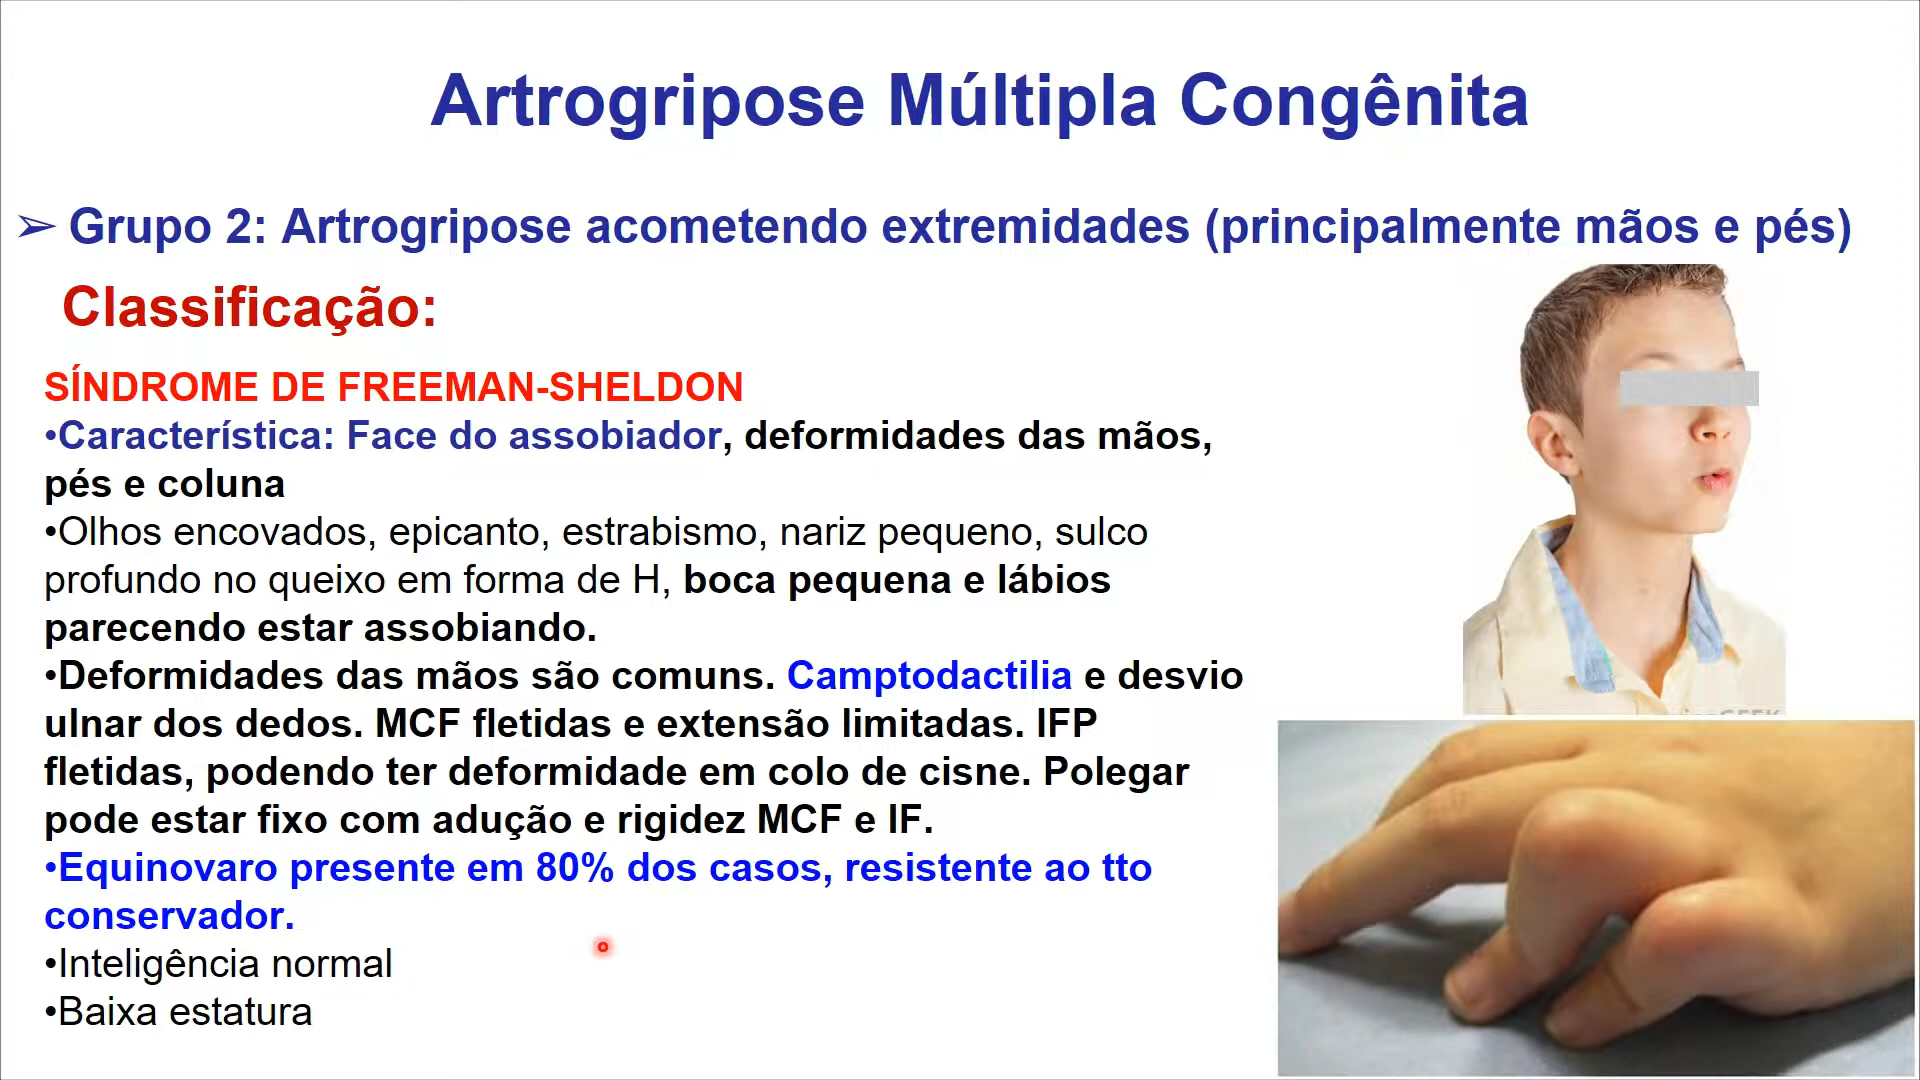 Artrogripose Múltipla Congênita
➢ Grupo 2: Artrogripose acometendo extremidades (principalmente mãos e pés)
Classificação:
SÍNDROME DE FREEMAN-SHELDON
•Característica: Face do assobiador, deformidades das mãos,
pés e coluna
•Olhos encovados, epicanto, estrabismo, nariz pequeno, sulco
profundo no queixo em forma de H, boca pequena e lábios
parecendo estar assobiando.
•Deformidades das mãos são comuns. Camptodactilia e desvio
ulnar dos dedos. MCF fletidas e extensão limitadas. IFP
fletidas, podendo ter deformidade em colo de cisne. Polegar
pode estar fixo com adução e rigidez MCF e IF.
•Equinovaro presente em 80% dos casos, resistente ao tto
conservador.
•Inteligência normal
•Baixa estatura